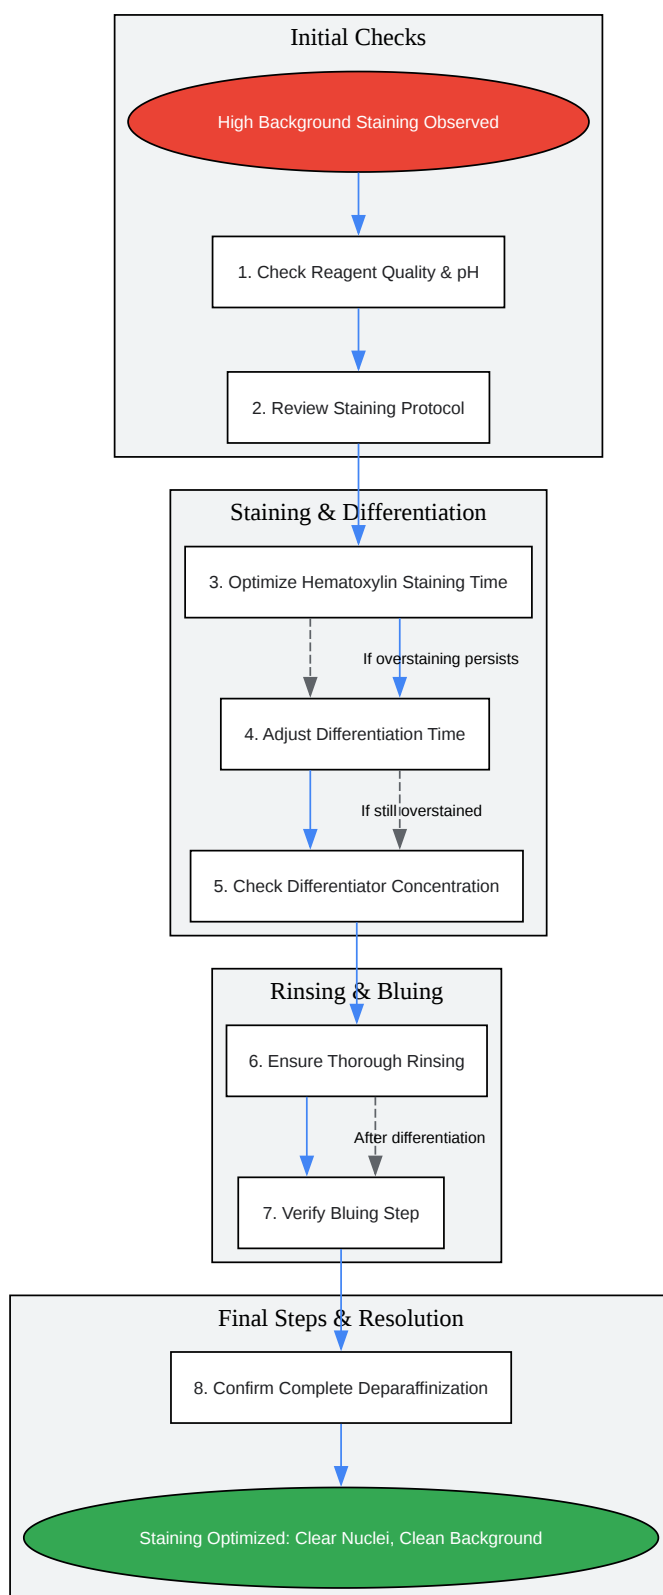 Initial Checks
High Background Staining Observed
1. Check Reagent Quality & pH
2. Review Staining Protocol
Staining & Differentiation
3. Optimize Hematoxylin Staining Time
If overstaining persists
4. Adjust Differentiation Time
If still overstained
5. Check Differentiator Concentration
Rinsing & Bluing
6. Ensure Thorough Rinsing
After differentiation
7. Verify Bluing Step
Final Steps & Resolution
8. Confirm Complete Deparaffinization
Staining Optimized: Clear Nuclei, Clean Background